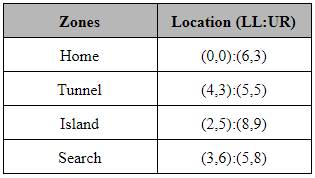 Zones Location (LL:UR)
Home (0,0):(6,3)
Tunnel (4,3):(5,5)
Island (2,5):(8,9)
Search (3,6):(5,8)